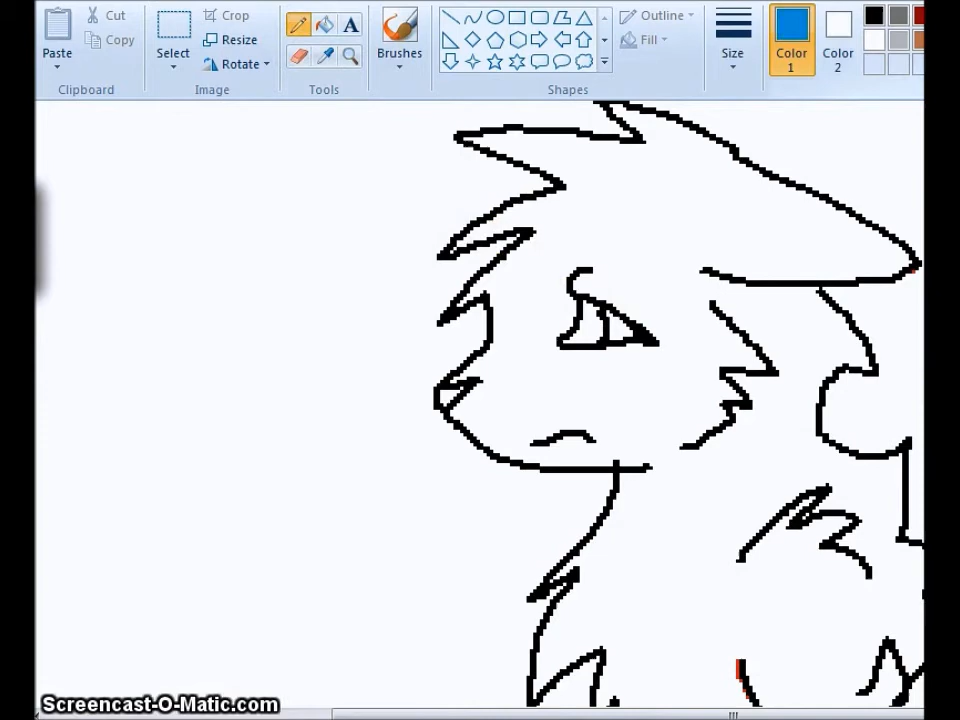 Cut Crop Outline
Paste Copy Select Resize A Brushes Fill Size Color 1 Color 2
Rotate
Clipboard Image Tools Shapes
Screencast-O-Matic.com